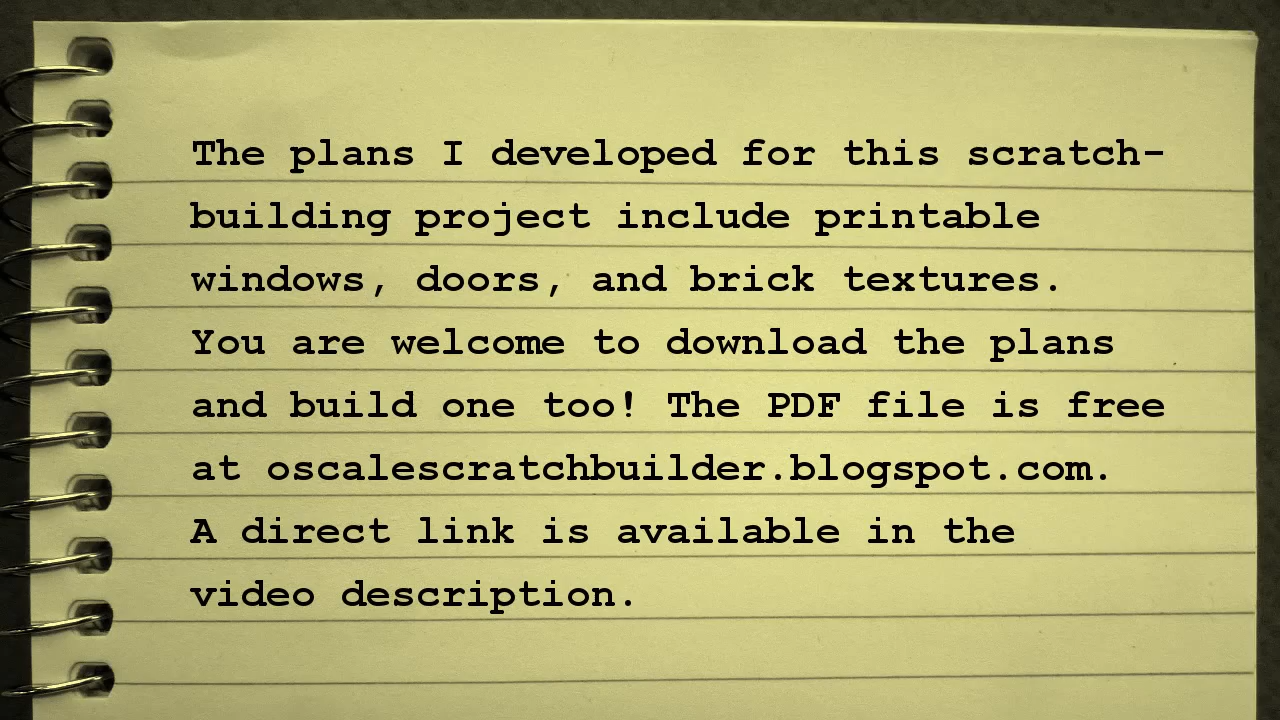 The plans I developed for this scratch-
building project include printable
windows, doors, and brick textures.
You are welcome to download the plans
and build one too! The PDF file is free
at oscalescratchbuilder.blogspot.com.
A direct link is available in the
video description.